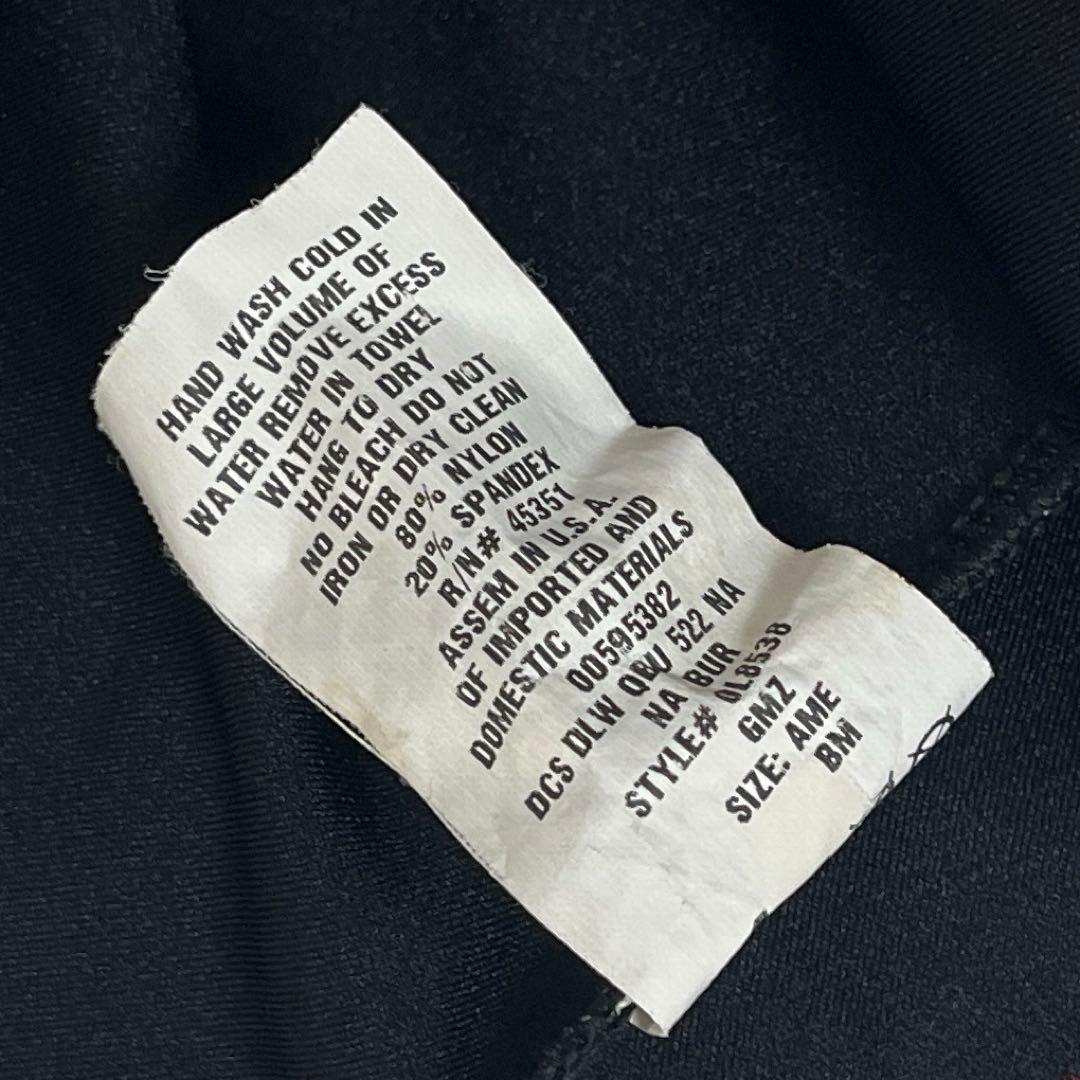 HAND WASH COLD IN
LARGE VOLUME OF
WATER REMOVE EXCESS
WATER IN TOWEL
HANG TO DRY
NO BLEACH DO NOT
IRON OR DRY CLEAN
80% NYLON
20% SPANDEX
R/N# 45351
ASSEM IN U.S.A.
OF IMPORTED AND
DOMESTIC MATERIALS
00595382
DCS DLW QWJ 522 NA
NA BUR
STYLE# 0L8538
GMZ
SIZE: AME
BM